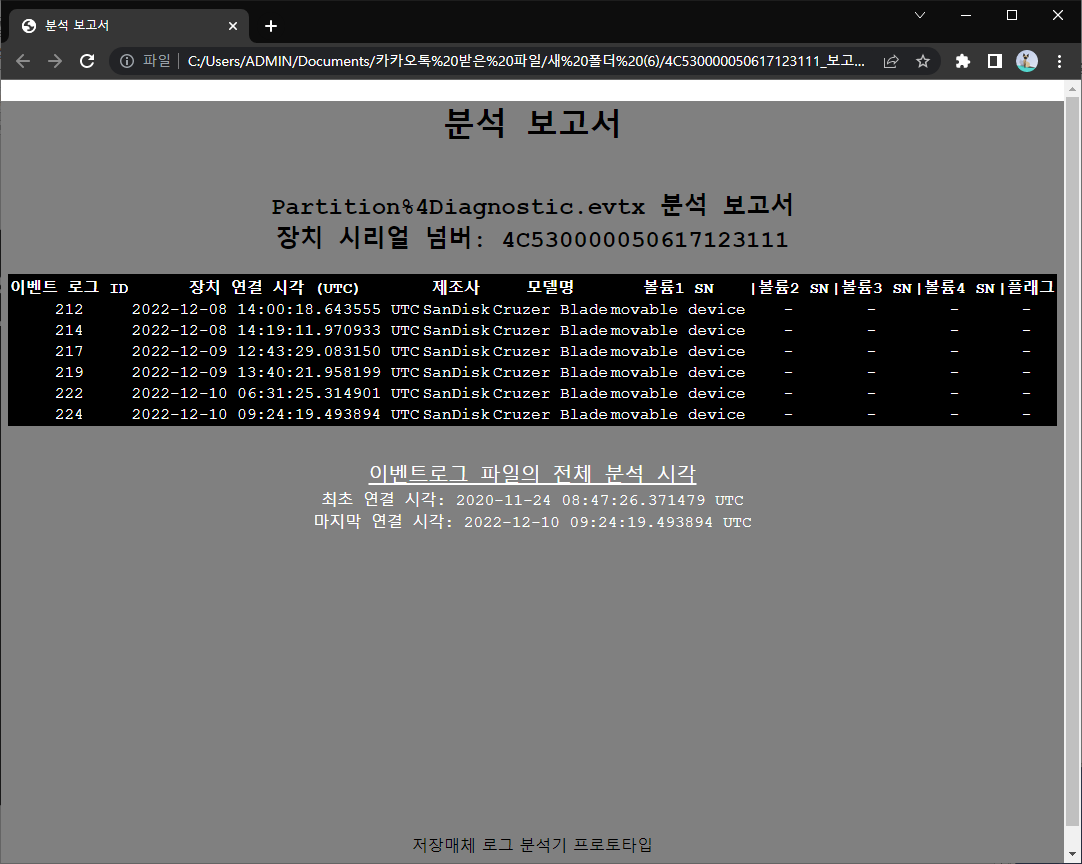 분석 보고서
파일
C:/Users/ADMIN/Documents/카카오톡%20받은%20파일/새%20폴더%20(6)/4C530000050617123111_보고...
분석 보고서
Partition%4Diagnostic.evtx 분석 보고서
장치 시리얼 넘버: 4C530000050617123111
이벤트 로그 ID 장치 연결 시각 (UTC) 제조사 모델명 볼륨1 SN |볼륨2 SN|볼륨3 SN|볼륨4 SN|플래그
212 2022-12-08 14:00:18.643555 UTC SanDisk Cruzer Blade movable device - - - -
214 2022-12-08 14:19:11.970933 UTC SanDisk Cruzer Blade movable device - - - -
217 2022-12-09 12:43:29.083150 UTC SanDisk Cruzer Blade movable device - - - -
219 2022-12-09 13:40:21.958199 UTC SanDisk Cruzer Blade movable device - - - -
222 2022-12-10 06:31:25.314901 UTC SanDisk Cruzer Blade movable device - - - -
224 2022-12-10 09:24:19.493894 UTC SanDisk Cruzer Blade movable device - - - -
이벤트로그 파일의 전체 분석 시각
최초 연결 시각: 2020-11-24 08:47:26.371479 UTC
마지막 연결 시각: 2022-12-10 09:24:19.493894 UTC
저장매체 로그 분석기 프로토타입